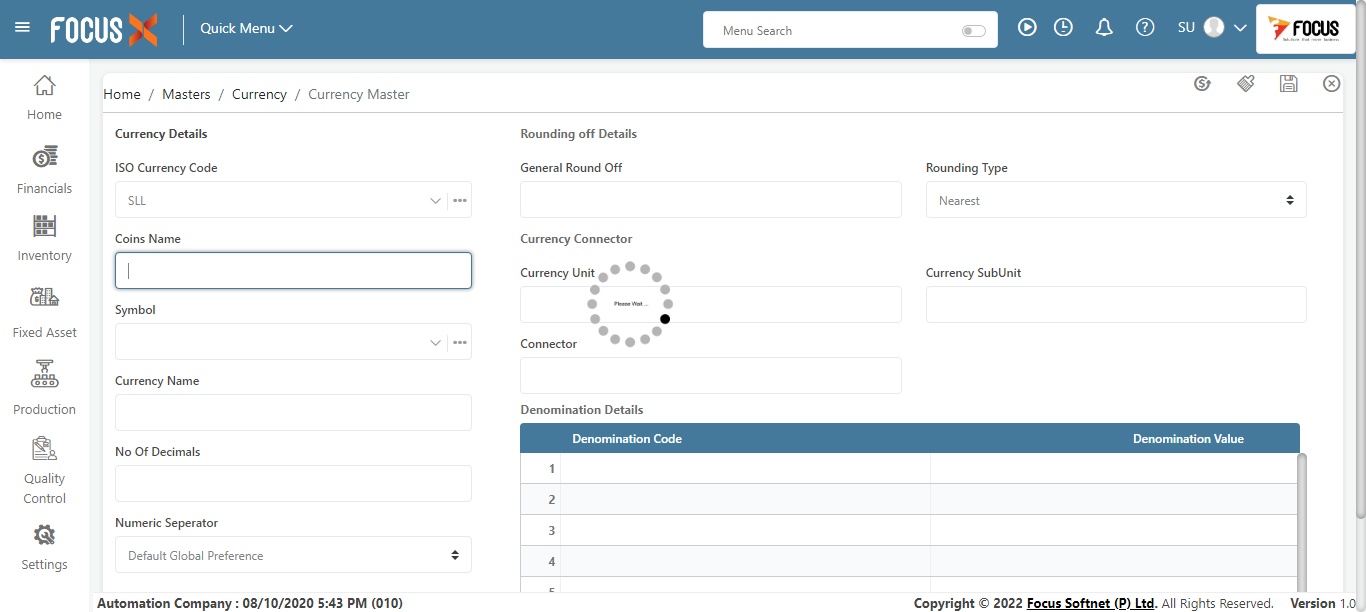 FOCUS X
Quick Menu
Menu Search
SU
FOCUS
Home
Financials
Inventory
Fixed Asset
Production
Quality
Control
Settings
Home / Masters / Currency / Currency Master
Currency Details
ISO Currency Code
SLL
Coins Name
Symbol
Currency Name
No Of Decimals
Numeric Seperator
Default Global Preference
Rounding off Details
General Round Off
Rounding Type
Nearest
Currency Connector
Currency Unit
Currency SubUnit
Please Wait ...
Connector
Denomination Details
Denomination Code Denomination Value
1
2
3
4
5
Automation Company : 08/10/2020 5:43 PM (010)
Copyright © 2022 Focus Softnet (P) Ltd. All Rights Reserved. Version 1.0